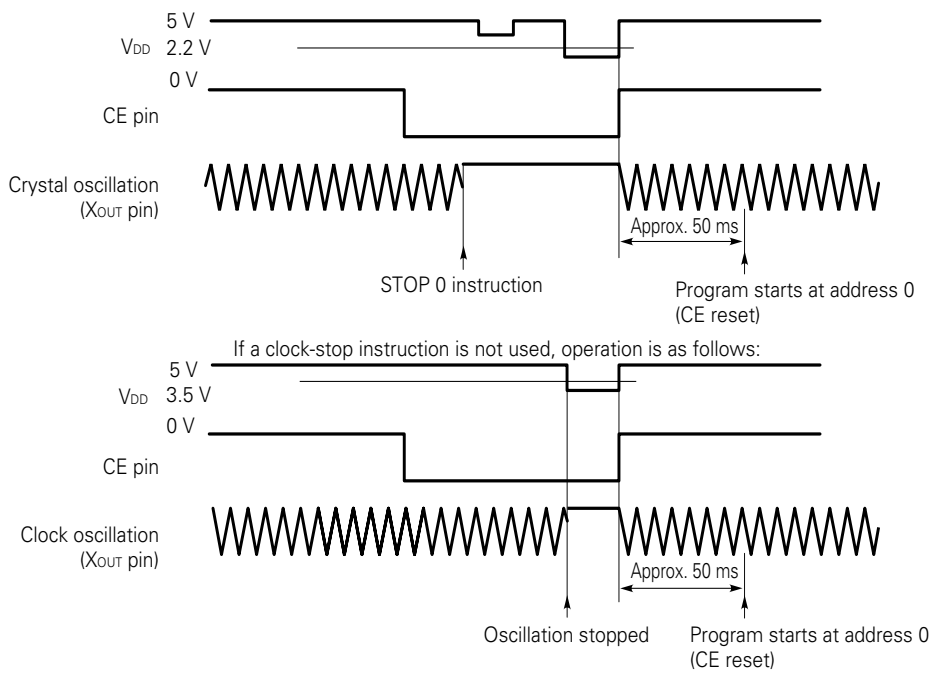 5 V
VDD 2.2 V
0 V
CE pin
Crystal oscillation
(XOUT pin)
Approx. 50 ms
STOP 0 instruction
Program starts at address 0
(CE reset)
If a clock-stop instruction is not used, operation is as follows:
5 V
VDD 3.5 V
0 V
CE pin
Clock oscillation
(XOUT pin)
Approx. 50 ms
Oscillation stopped
Program starts at address 0
(CE reset)